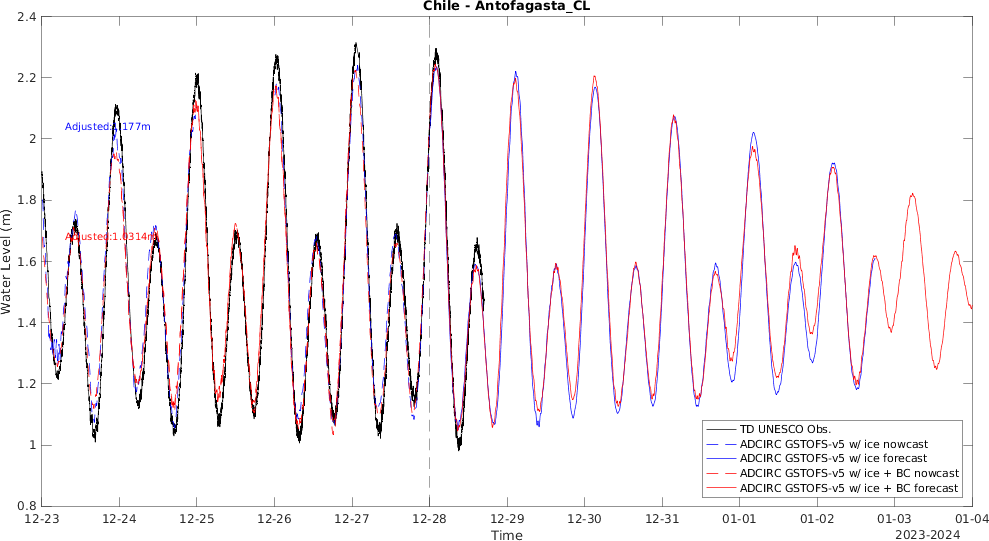 Chile - Antofagasta_CL
2.4
2.2
2
1.8
1.6
1.4
1.2
1
0.8
Water Level (m)
Adjusted:
177m
Adjusted:1.0314m
TD UNESCO Obs.
ADCIRC GSTOFS-v5 w/ ice nowcast
ADCIRC GSTOFS-v5 w/ ice forecast
ADCIRC GSTOFS-v5 w/ ice + BC nowcast
ADCIRC GSTOFS-v5 w/ ice + BC forecast
12-23 12-24 12-25 12-26 12-27 12-28 12-29 12-30 12-31 01-01 01-02 01-03 01-04
Time
2023-2024